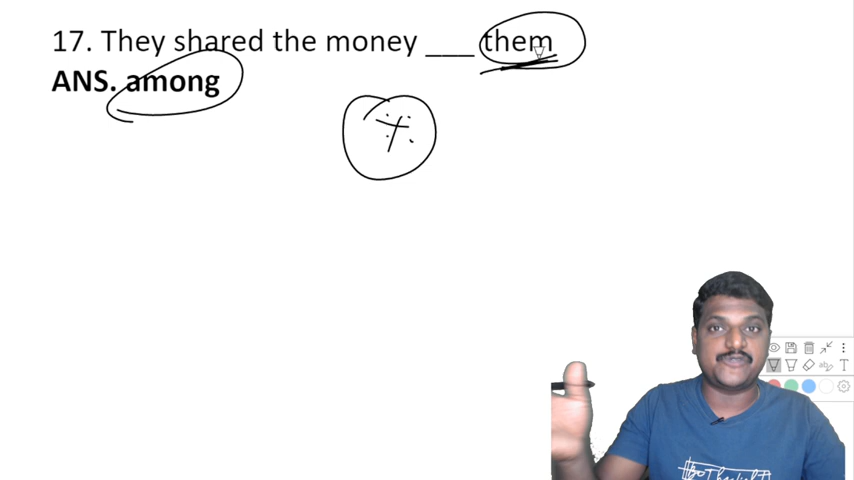 17. They shared the money ___ them
ANS. among